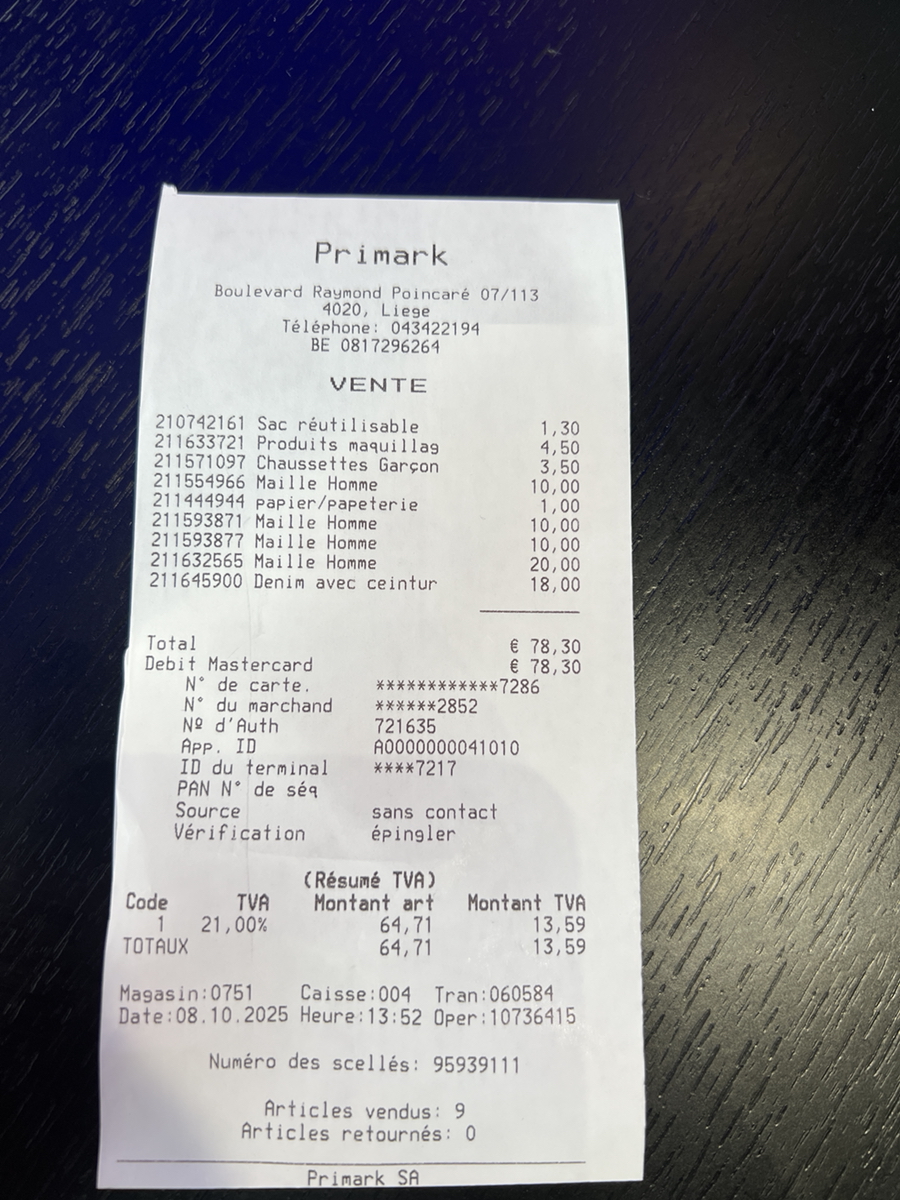 Primark
Boulevard Raymond Poincaré 07/113
4020, Liege
Téléphone: 043422194
BE 0817296264
VENTE
210742161 Sac réutilisable 1,30
211633721 Produits maquillag 4,50
211571097 Chaussettes Garçon 3,50
211554966 Maille Homme 10,00
211444944 papier/papeterie 1,00
211593871 Maille Homme 10,00
211593877 Maille Homme 10,00
211632565 Maille Homme 20,00
211645900 Denim avec ceintur 18,00
Total € 78,30
Debit Mastercard € 78,30
N° de carte. ************7286
N° du marchand ******2852
Nº d'Auth 721635
App. ID A0000000041010
ID du terminal ****7217
PAN N° de séq
Source sans contact
Vérification épingler
(Résumé TVA)
Code TVA Montant art Montant TVA
1 21,00% 64,71 13,59
TOTAUX 64,71 13,59
Magasin:0751 Caisse:004 Tran:060584
Date:08.10.2025 Heure:13:52 Oper:10736415
Numéro des scellés: 95939111
Articles vendus: 9
Articles retournés: 0
Primark SA